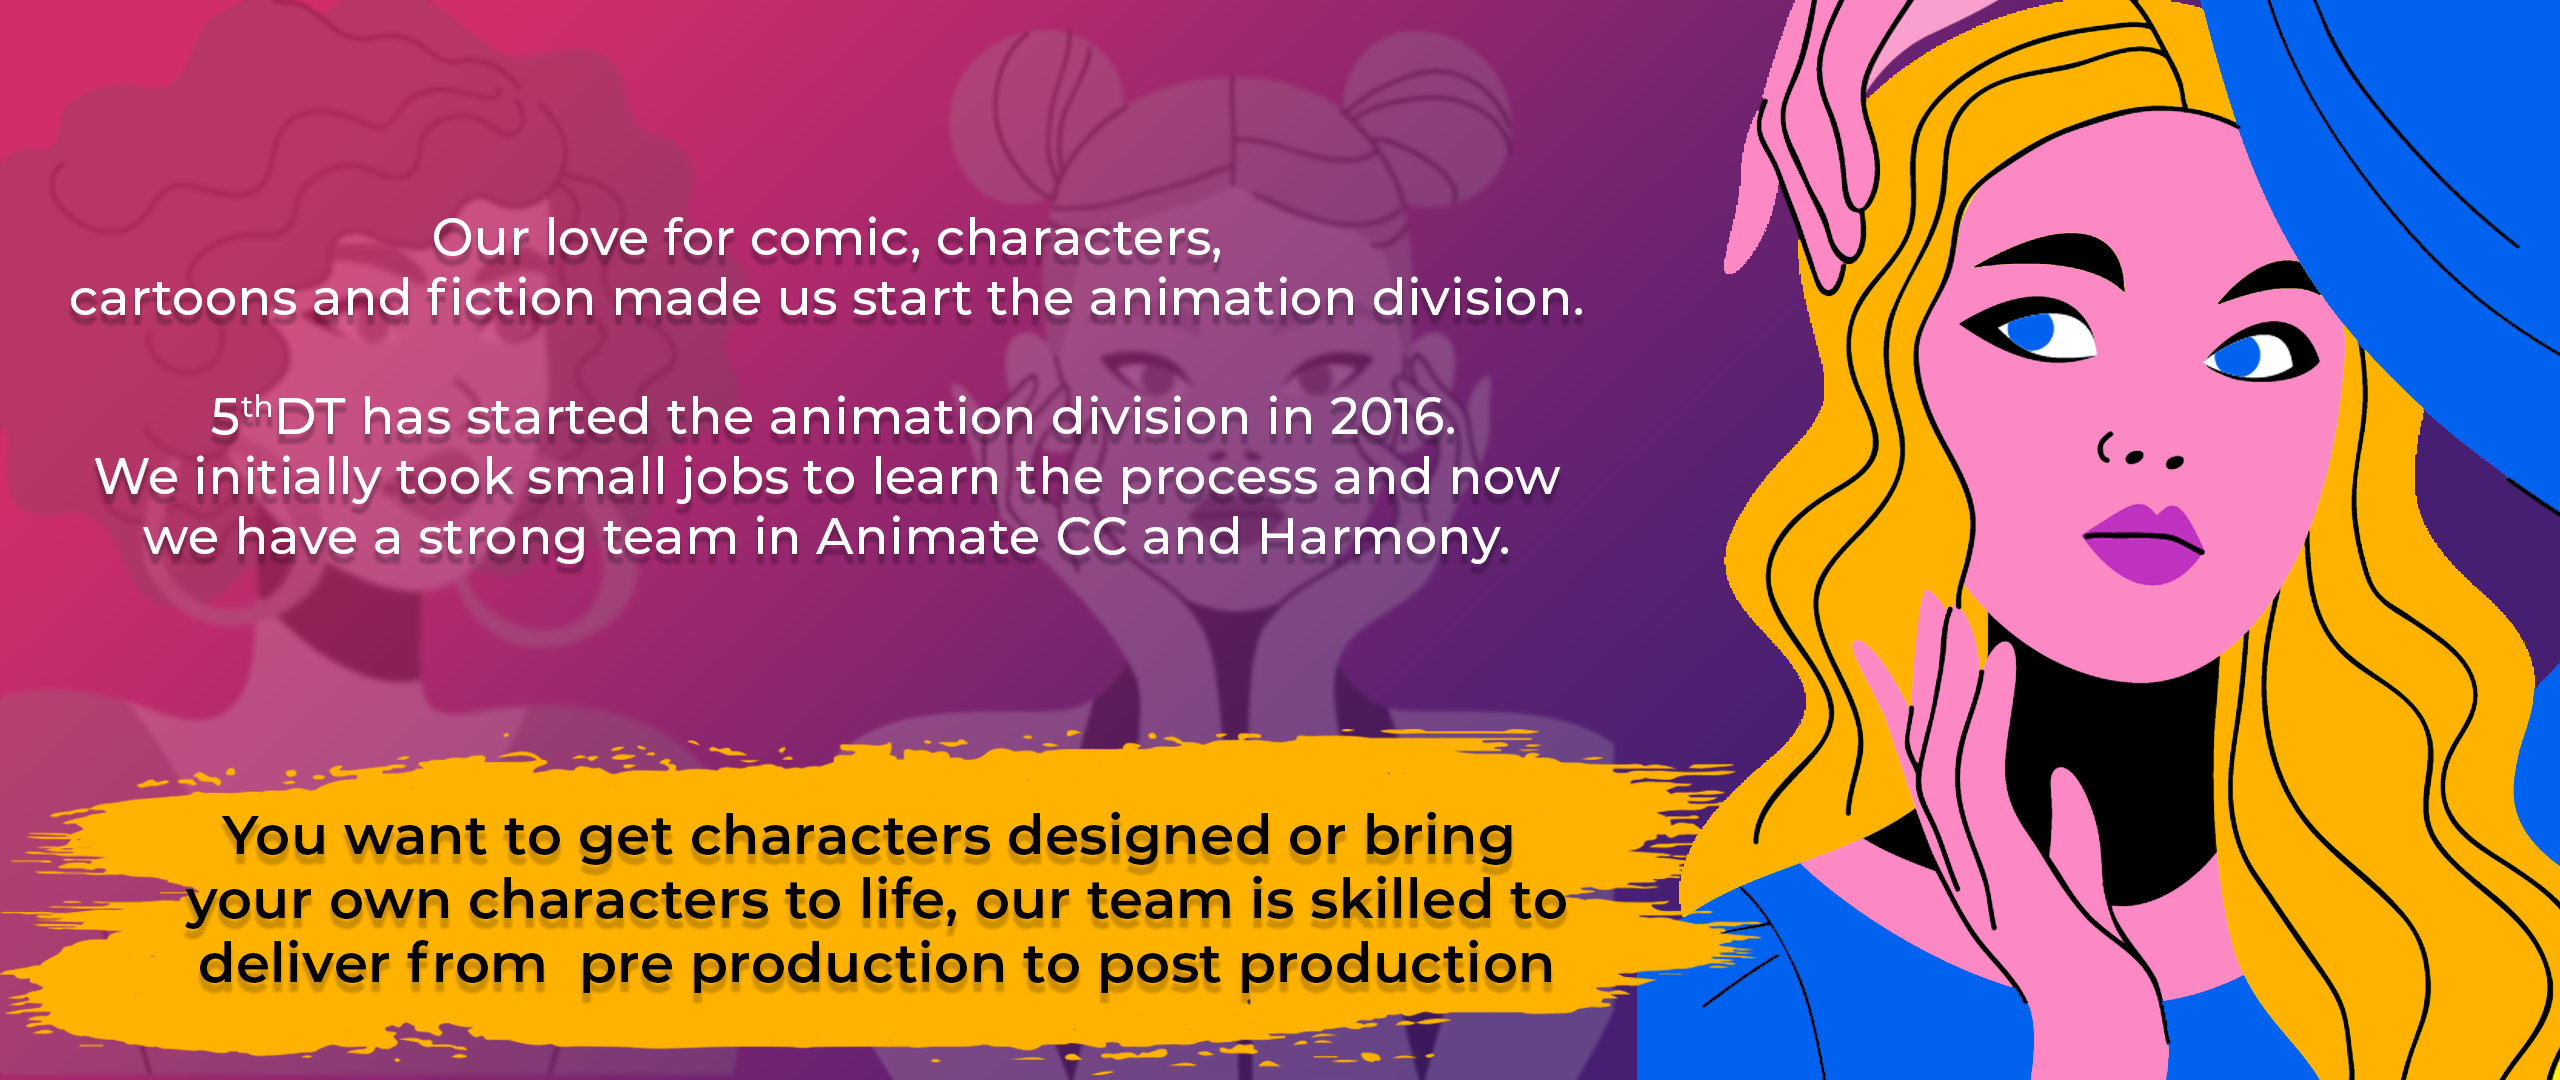 Our love for comic, characters,
cartoons and fiction made us start the animation division.
5thDT has started the animation division in 2016.
We initially took small jobs to learn the process and now
we have a strong team in Animate CC and Harmony.
You want to get characters designed or bring
your own characters to life, our team is skilled to
deliver from  pre production to post production